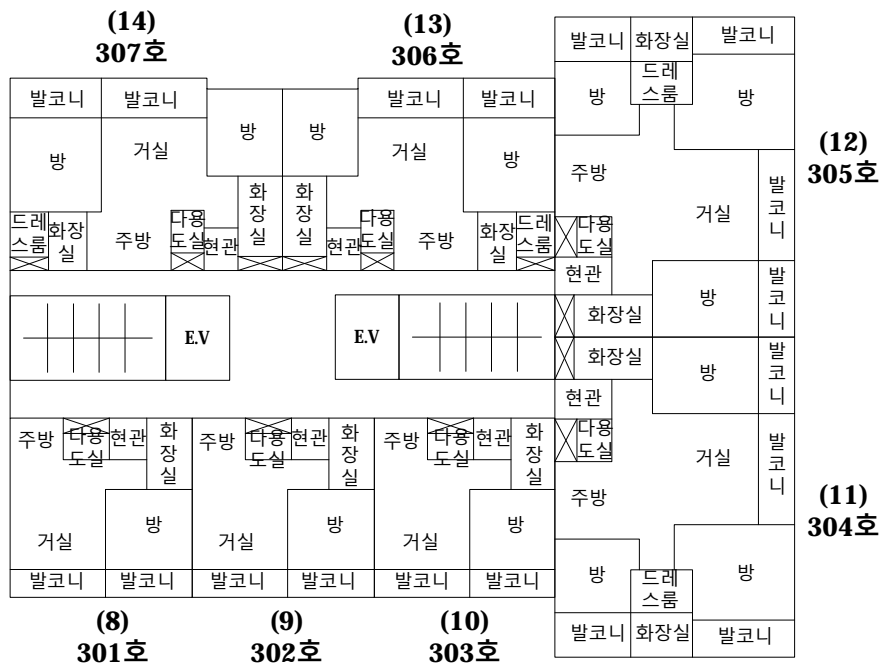 (14)
307호
(13)
306호
발코니 화장실 발코니
드레
스룸
방 방
발코니 발코니 방 방 발코니 발코니
방 거실 거실 방
(12)
305호
주방 거실 발코니
드레
스룸
화장
실
주방
다용
도실
현관
화장실
화장실
현관
다용
도실
주방
화장
실
드레
스룸
다용
도실
현관
방
발코니
화장실
E.V
E.V
화장실
방
발코니
현관
다용
도실
거실
발코니
주방
(11)
304호
방
드레
스룸
방
발코니 화장실 발코니
주방
다용
도실
현관
화장실
거실
방
발코니 발코니
주방
다용
도실
현관
화장실
거실
방
발코니 발코니
주방
다용
도실
현관
화장실
거실
방
발코니 발코니
(8)
301호
(9)
302호
(10)
303호